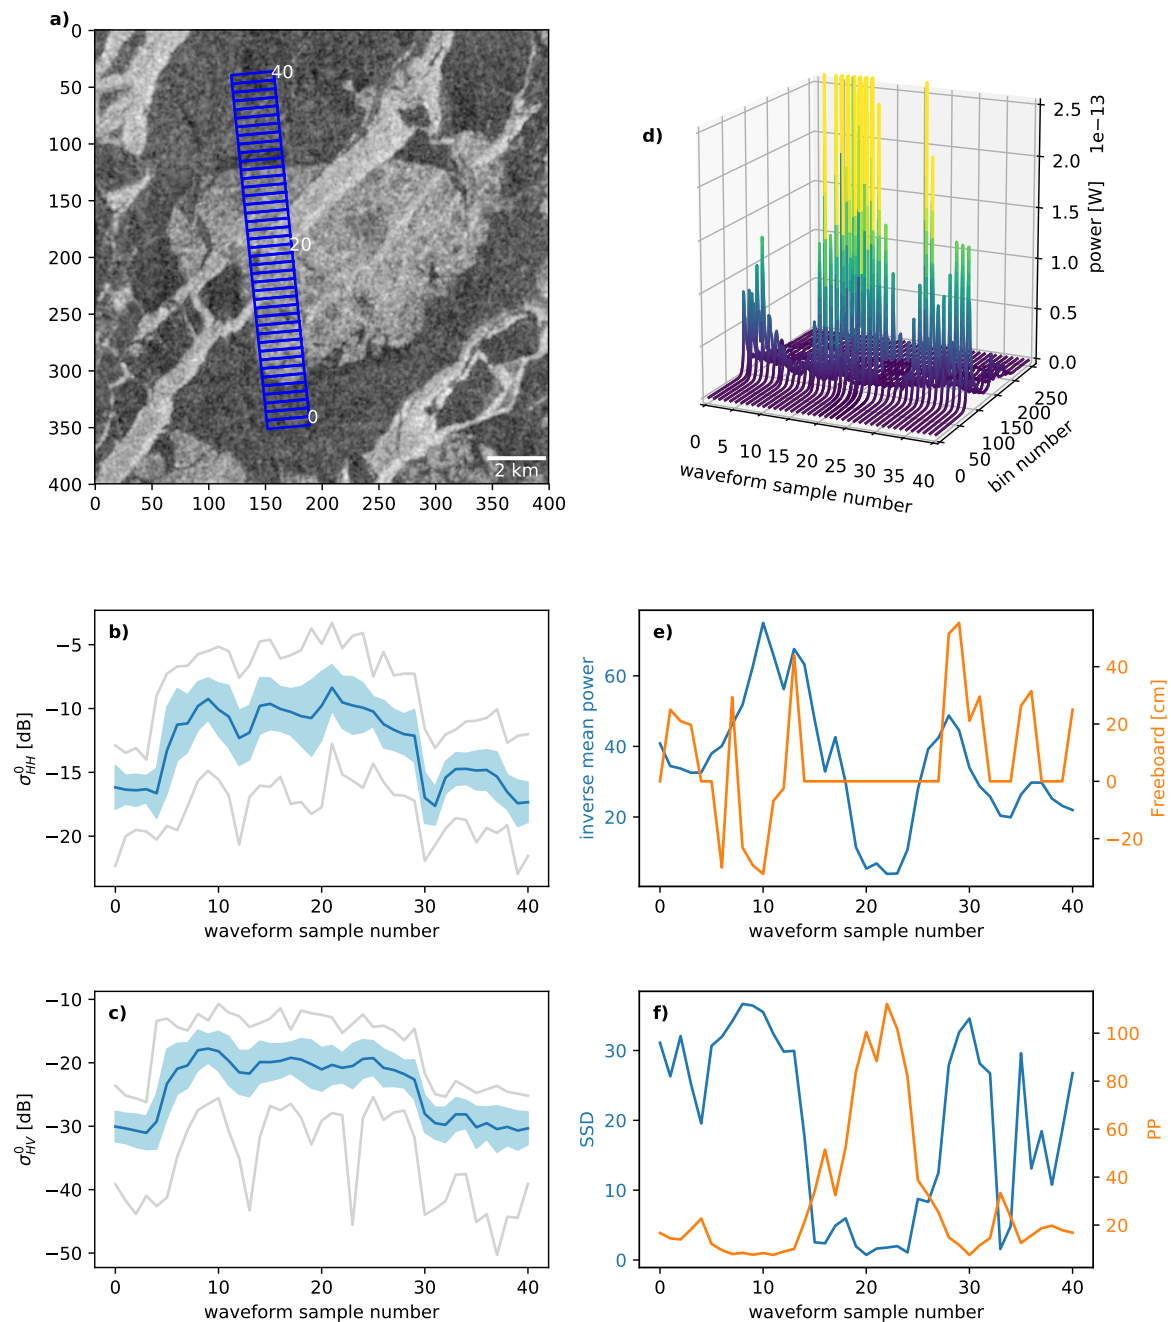 a)
0
50
100
150
200
250
300
350
400
0 50 100 150 200 250 300 350 400
40
20
0
2 km
d)
1e−13
2.5
2.0
1.5
1.0
0.5
0.0
power [W]
0 5 10 15 20 25 30 35 40
waveform sample number
0 50 100 150 200 250
bin number
b)
−5
−10
−15
−20
σ⁰HH [dB]
0 10 20 30 40
waveform sample number
e)
60
40
20
inverse mean power
40
20
0
−20
Freeboard [cm]
0 10 20 30 40
waveform sample number
c)
−10
−20
−30
−40
−50
σ⁰HV [dB]
0 10 20 30 40
waveform sample number
f)
30
20
10
0
SSD
100
80
60
40
20
PP
0 10 20 30 40
waveform sample number